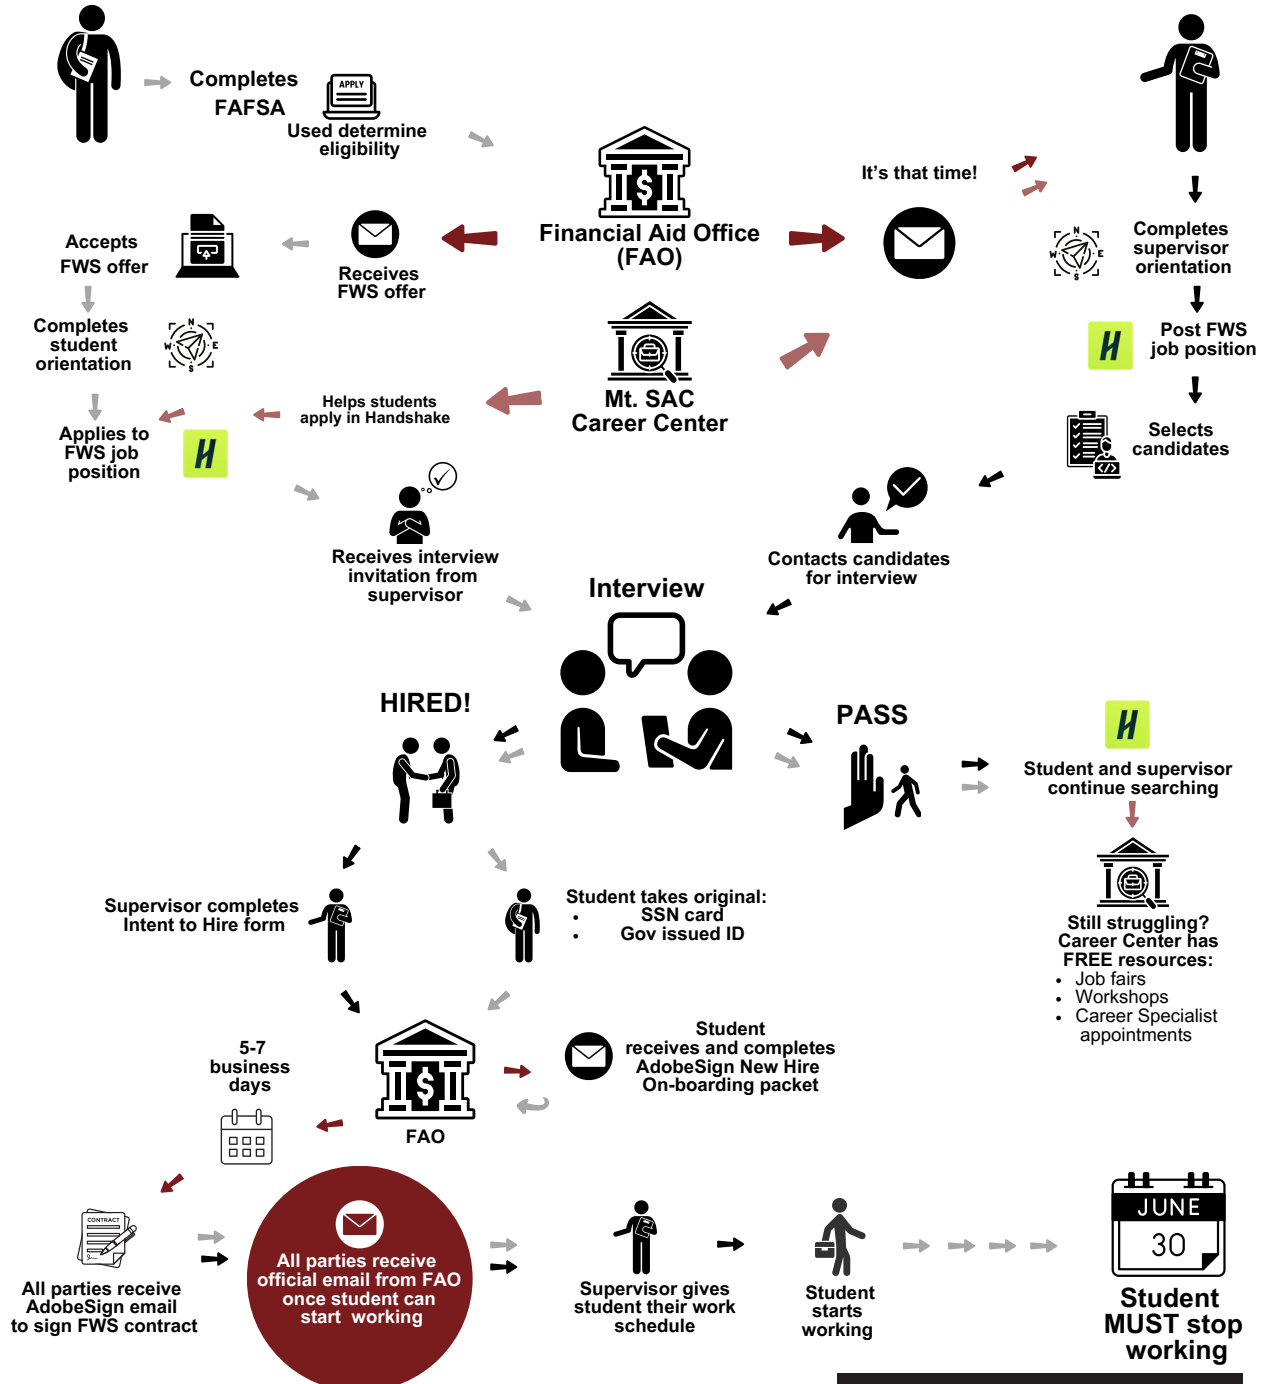 Completes
FAFSA
APPLY
Used determine
eligibility
Financial Aid Office
(FAO)
It's that time!
Receives
FWS offer
Accepts
FWS offer
Completes
student
orientation
N
W
E
S
Applies to
FWS job
position
H
Helps students
apply in Handshake
Mt. SAC
Career Center
Completes
supervisor
orientation
N
W
E
S
Post FWS
job position
H
Selects
candidates
</>
Contacts candidates
for interview
Receives interview
invitation from
supervisor
Interview
HIRED!
PASS
H
Student and supervisor
continue searching
Still struggling?
Career Center has
FREE resources:
• Job fairs
• Workshops
• Career Specialist
appointments
Supervisor completes
Intent to Hire form
Student takes original:
• SSN card
• Gov issued ID
$
FAO
Student
receives and completes
AdobeSign New Hire
On-boarding packet
5-7
business
days
CONTRACT
All parties receive
AdobeSign email
to sign FWS contract
All parties receive
official email from FAO
once student can
start working
Supervisor gives
student their work
schedule
Student
starts
working
JUNE
30
Student
MUST stop
working